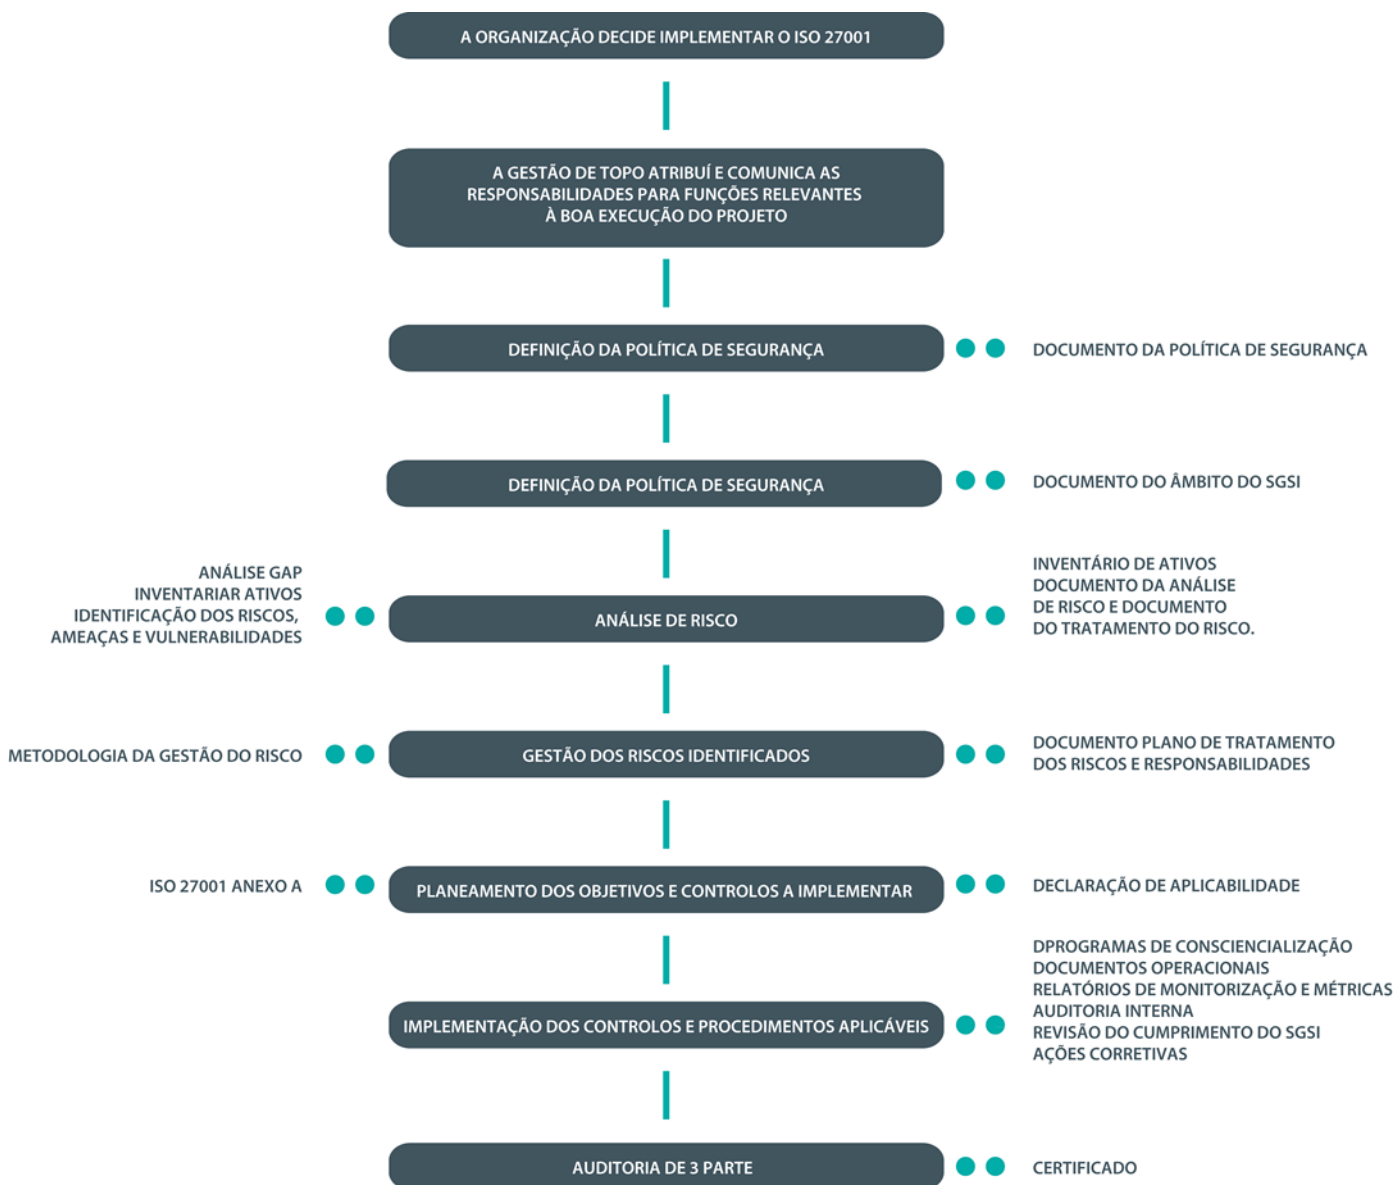 A ORGANIZAÇÃO DECIDE IMPLEMENTAR O ISO 27001
A GESTÃO DE TOPO ATRIBUÍ E COMUNICA AS
RESPONSABILIDADES PARA FUNÇÕES RELEVANTES
À BOA EXECUÇÃO DO PROJETO
DEFINIÇÃO DA POLÍTICA DE SEGURANÇA
DOCUMENTO DA POLÍTICA DE SEGURANÇA
DEFINIÇÃO DA POLÍTICA DE SEGURANÇA
DOCUMENTO DO ÂMBITO DO SGSI
ANÁLISE GAP
INVENTARIAR ATIVOS
IDENTIFICAÇÃO DOS RISCOS,
AMEAÇAS E VULNERABILIDADES
ANÁLISE DE RISCO
INVENTÁRIO DE ATIVOS
DOCUMENTO DA ANÁLISE
DE RISCO E DOCUMENTO
DO TRATAMENTO DO RISCO.
METODOLOGIA DA GESTÃO DO RISCO
GESTÃO DOS RISCOS IDENTIFICADOS
DOCUMENTO PLANO DE TRATAMENTO
DOS RISCOS E RESPONSABILIDADES
ISO 27001 ANEXO A
PLANEAMENTO DOS OBJETIVOS E CONTROLOS A IMPLEMENTAR
DECLARAÇÃO DE APLICABILIDADE
IMPLEMENTAÇÃO DOS CONTROLOS E PROCEDIMENTOS APLICÁVEIS
DPROGRAMAS DE CONSCIENCIALIZAÇÃO
DOCUMENTOS OPERACIONAIS
RELATÓRIOS DE MONITORIZAÇÃO E MÉTRICAS
AUDITORIA INTERNA
REVISÃO DO CUMPRIMENTO DO SGSI
AÇÕES CORRETIVAS
AUDITORIA DE 3 PARTE
CERTIFICADO